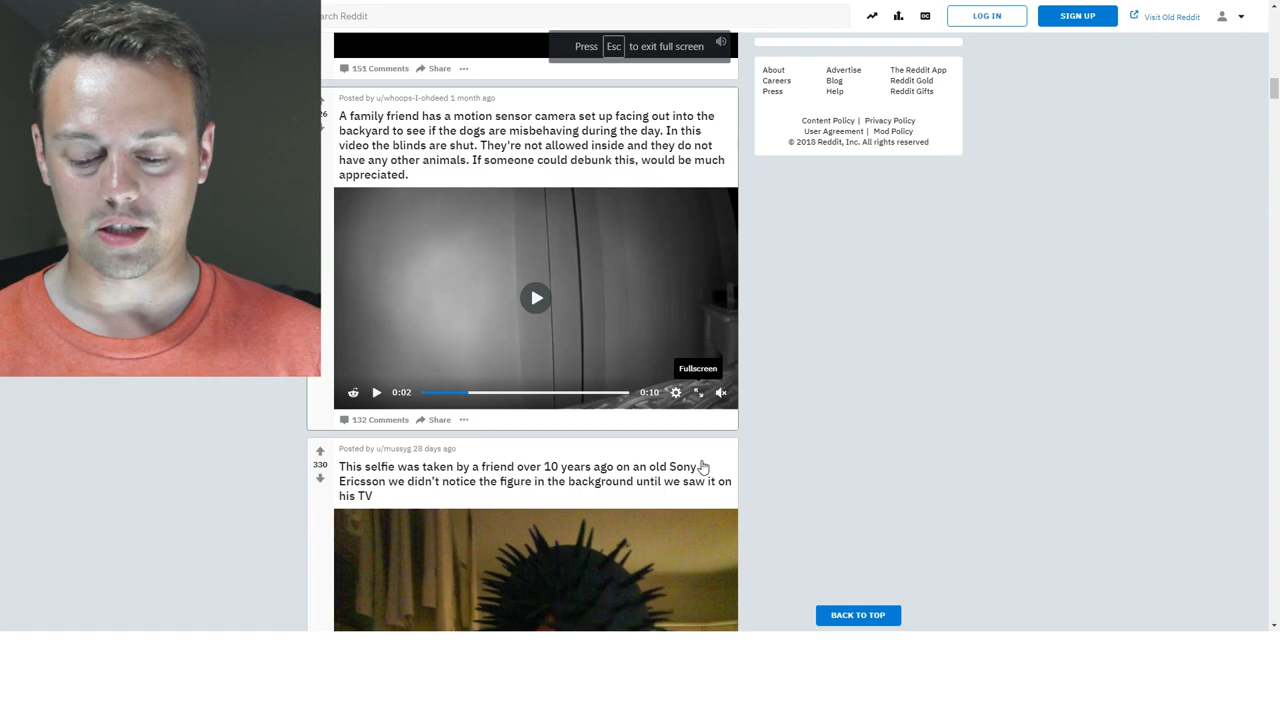 arch Reddit
LOG IN
SIGN UP
Visit Old Reddit
Press Esc to exit full screen
151 Comments Share
Posted by u/whoops-I-ohdeed 1 month ago
A family friend has a motion sensor camera set up facing out into the
backyard to see if the dogs are misbehaving during the day. In this
video the blinds are shut. They're not allowed inside and they do not
have any other animals. If someone could debunk this, would be much
appreciated.
Fullscreen
0:02
0:10
132 Comments Share
Posted by u/mussyg 28 days ago
330
This selfie was taken by a friend over 10 years ago on an old Sony
Ericsson we didn't notice the figure in the background until we saw it on
his TV
About Advertise The Reddit App
Careers Blog Reddit Gold
Press Help Reddit Gifts
Content Policy | Privacy Policy
User Agreement | Mod Policy
© 2018 Reddit, Inc. All rights reserved
BACK TO TOP